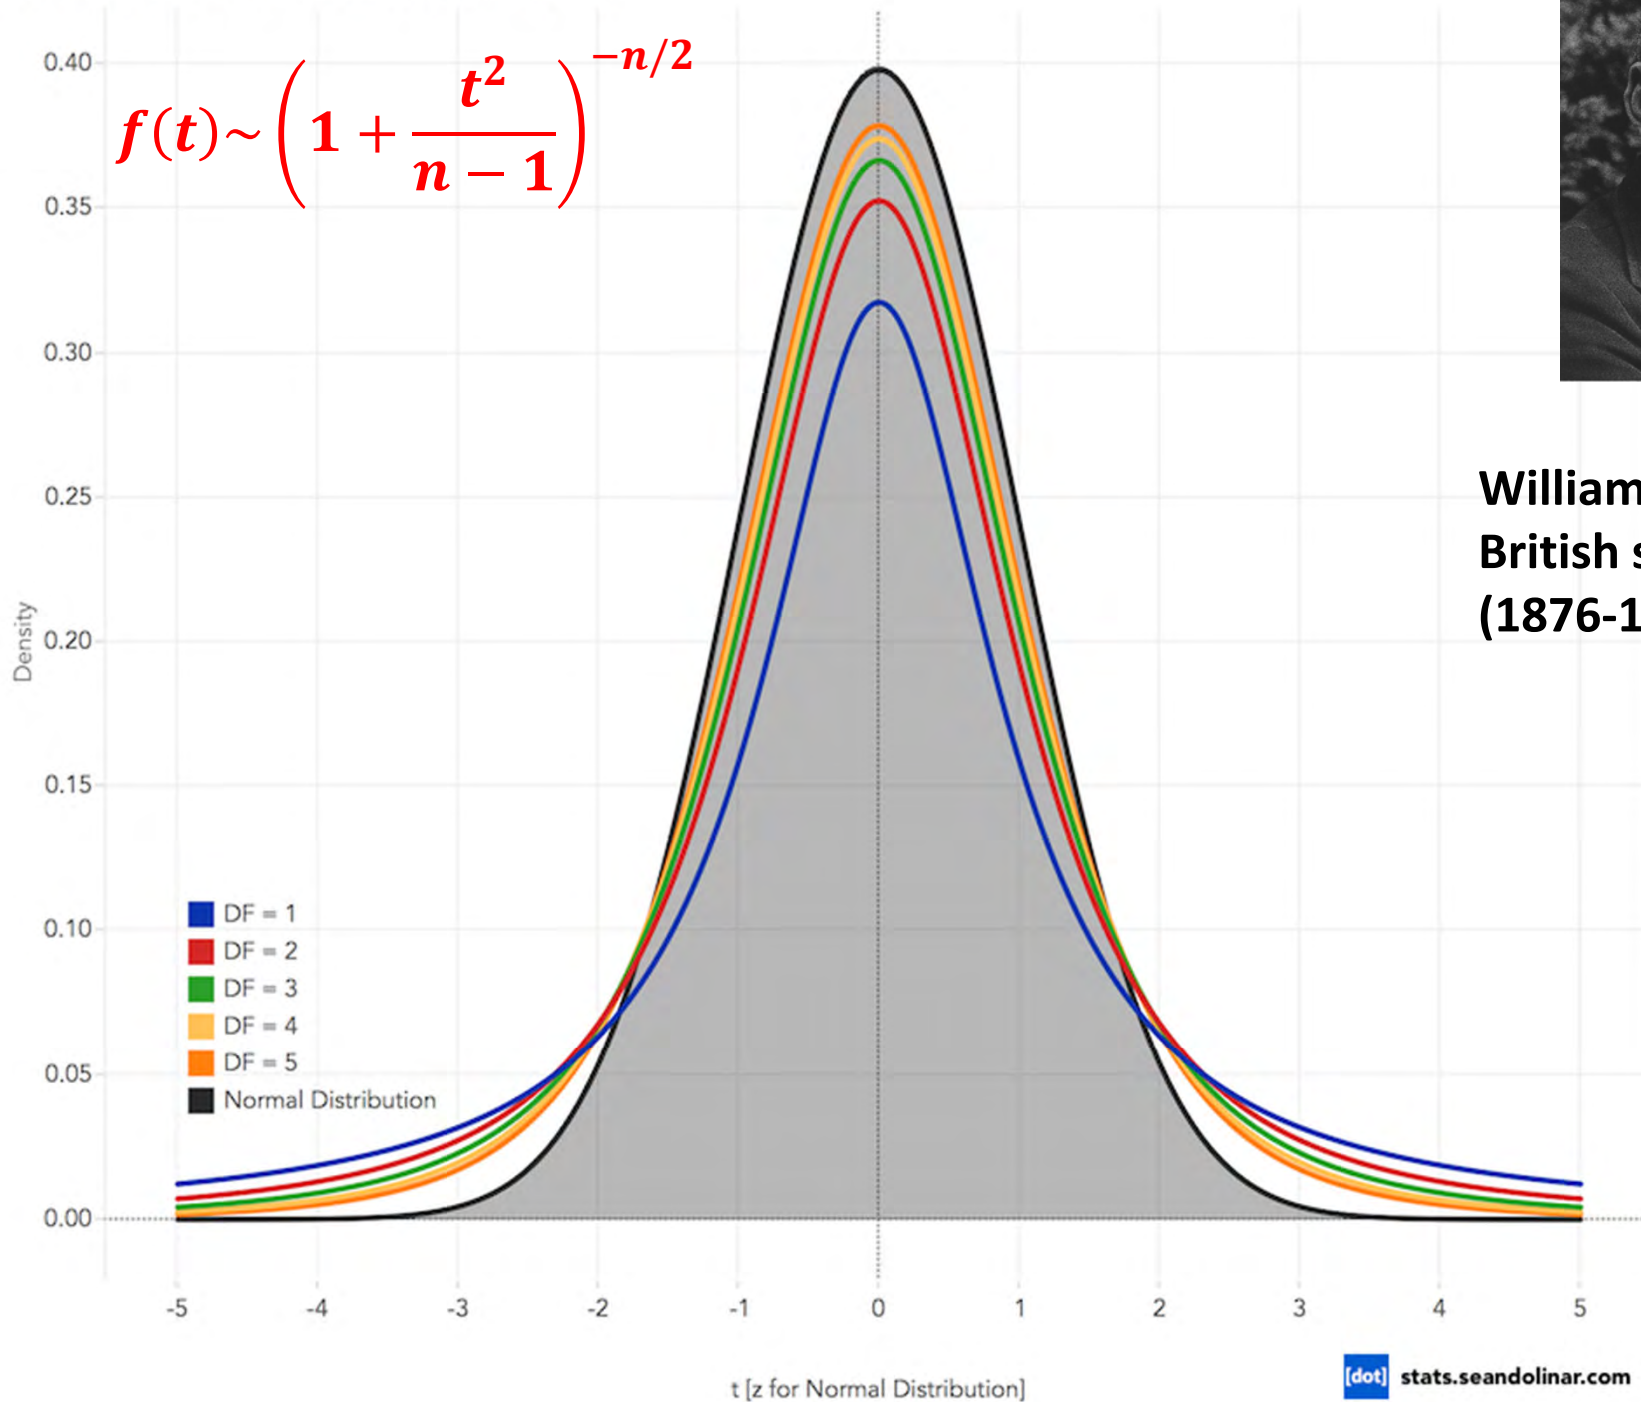 f(t)~(1 + t²/(n − 1))^(−n/2)
0.40
0.35
0.30
0.25
0.20
0.15
0.10
0.05
0.00
Density
DF = 1
DF = 2
DF = 3
DF = 4
DF = 5
Normal Distribution
-5 -4 -3 -2 -1 0 1 2 3 4 5
t [z for Normal Distribution]
William
British s
(1876-1
[dot] stats.seandolinar.com